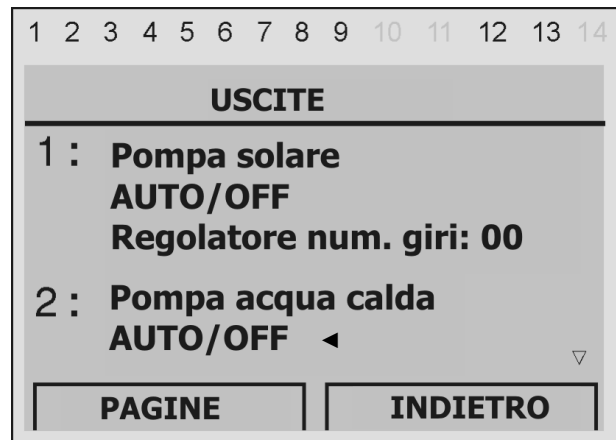 1 2 3 4 5 6 7 8 9 10 11 12 13 14
USCITE
1: Pompa solare
AUTO/OFF
Regolatore num. giri: 00
2: Pompa acqua calda
AUTO/OFF ◄
▽
PAGINE INDIETRO